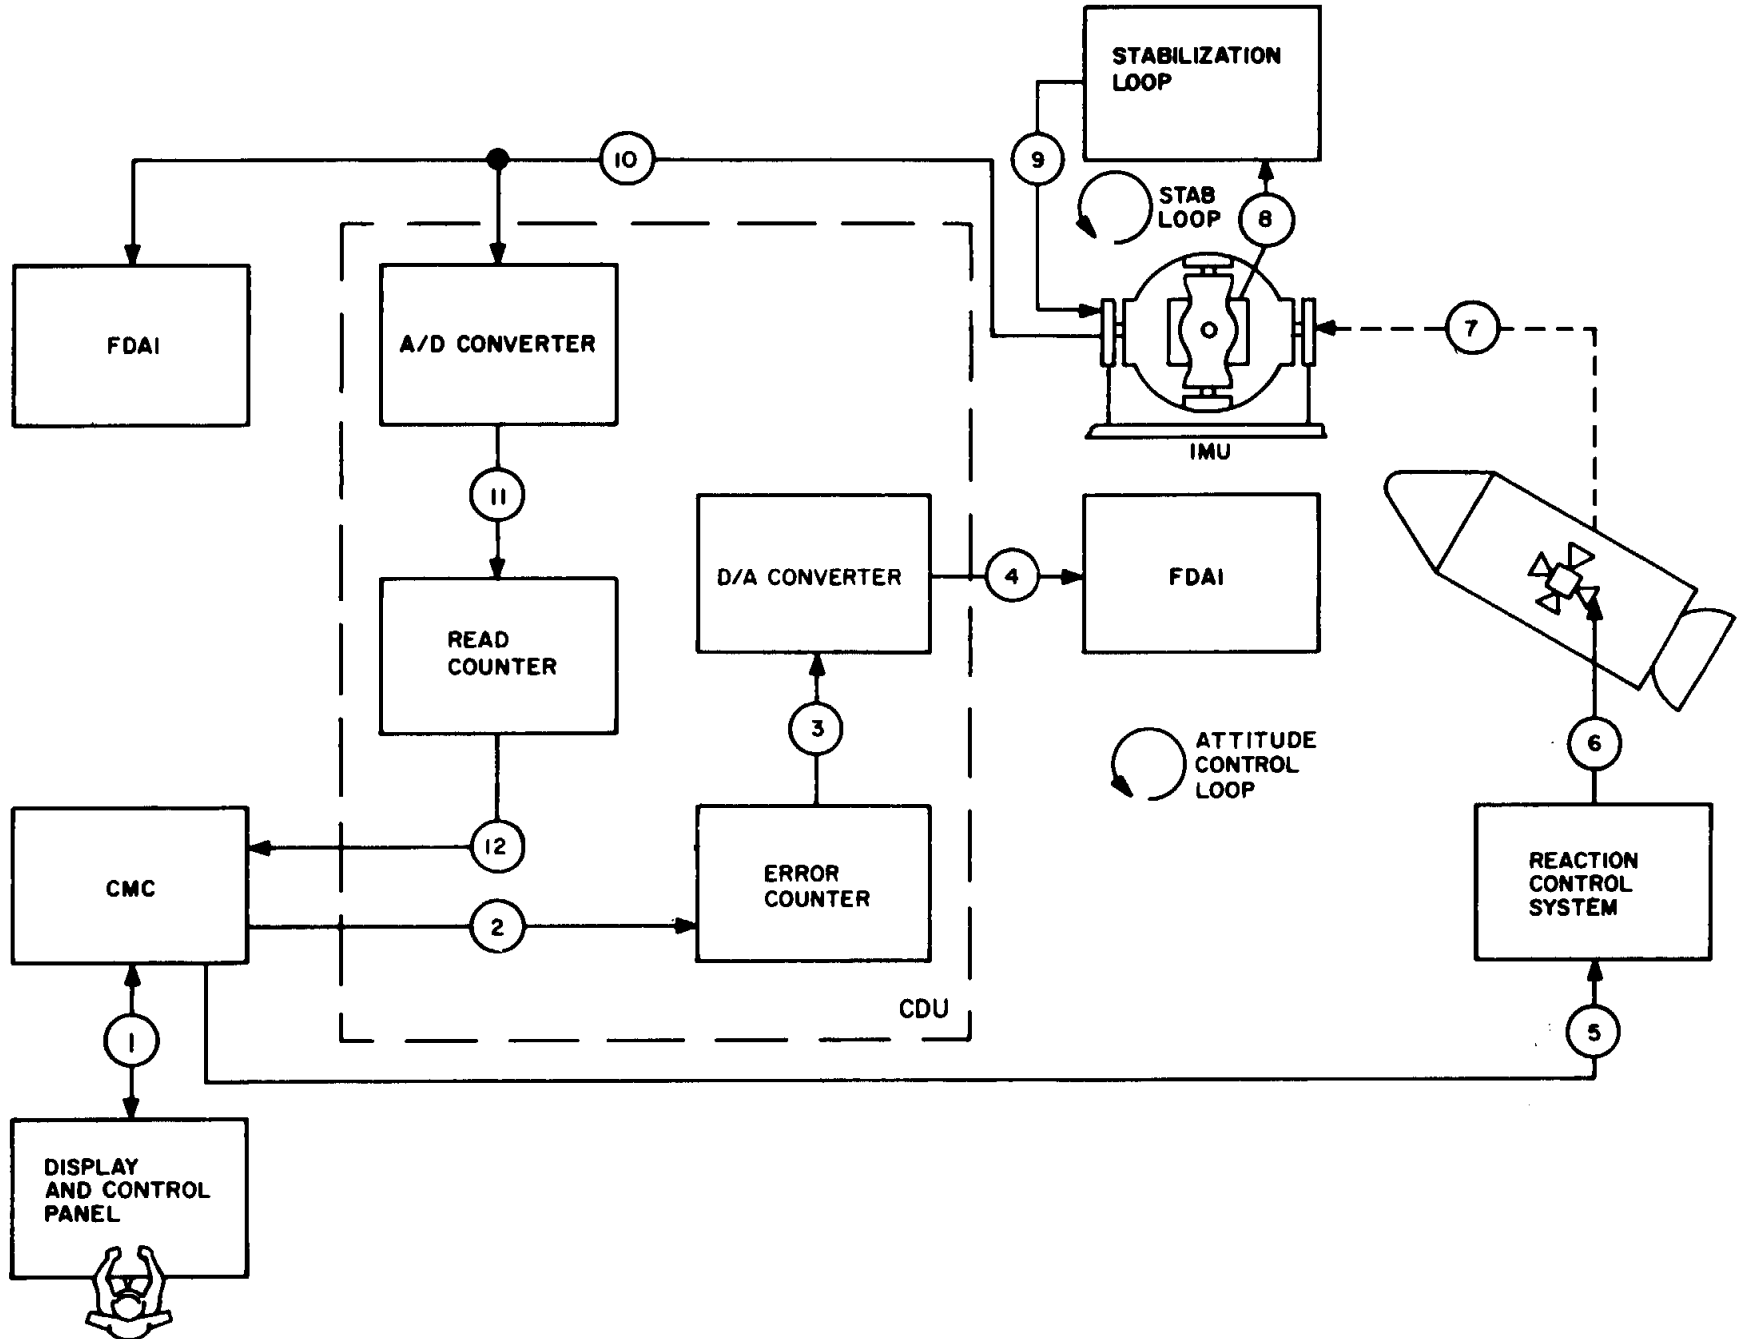 STABILIZATION
LOOP
10
9
STAB
LOOP
8
FDAI
A/D CONVERTER
7
IMU
11
D/A CONVERTER
4
FDAI
READ
COUNTER
3
ATTITUDE
CONTROL
LOOP
6
12
CMC
ERROR
COUNTER
REACTION
CONTROL
SYSTEM
2
CDU
1
5
DISPLAY
AND CONTROL
PANEL